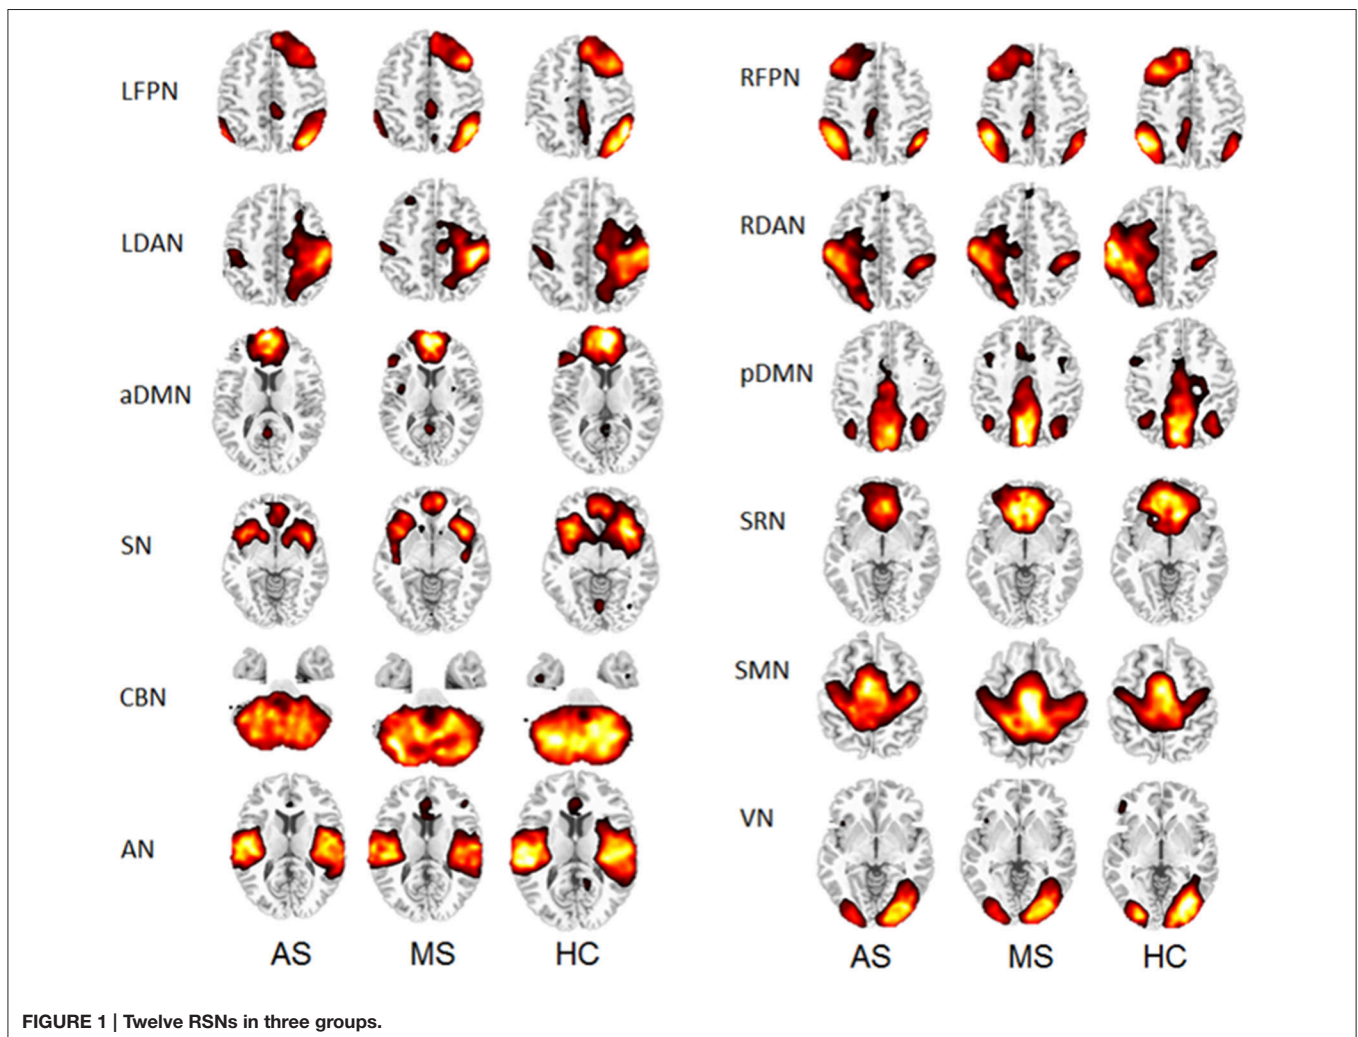 LFPN
LDAN
aDMN
SN
CBN
AN
AS MS HC
RFPN
RDAN
pDMN
SRN
SMN
VN
AS MS HC
FIGURE 1 | Twelve RSNs in three groups.